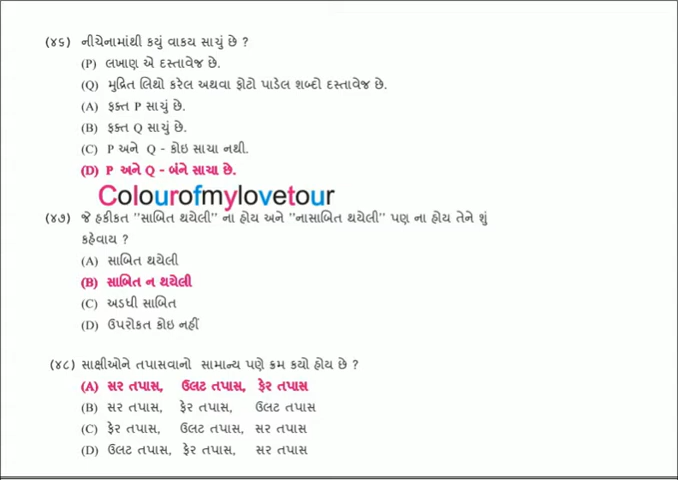 (૪૬) નીચેનામાંથી કયું વાકય સાચું છે ?
(P) લખાણ એ દસ્તાવેજ છે.
(Q) મુદ્રિત લિથો કરેલ અથવા ફોટો પાડેલ શબ્દો દસ્તાવેજ છે.
(A) ફક્ત P સાચું છે.
(B) ફક્ત Q સાચું છે.
(C) P અને Q - કોઇ સાચા નથી.
(D) P અને Q - બંને સાચા છે.
Colourofmylovetour
(૪૭) જે હકીકત "સાબિત થયેલી" ના હોય અને "નાસાબિત થયેલી" પણ ના હોય તેને શું
કહેવાય ?
(A) સાબિત થયેલી
(B) સાબિત ન થયેલી
(C) અડધી સાબિત
(D) ઉપરોકત કોઇ નહીં
(૪૮) સાક્ષીઓને તપાસવાનો સામાન્ય પણે ક્રમ કયો હોય છે ?
(A) સર તપાસ, ઉલટ તપાસ, ફેર તપાસ
(B) સર તપાસ, ફેર તપાસ, ઉલટ તપાસ
(C) ફેર તપાસ, ઉલટ તપાસ, સર તપાસ
(D) ઉલટ તપાસ, ફેર તપાસ, સર તપાસ